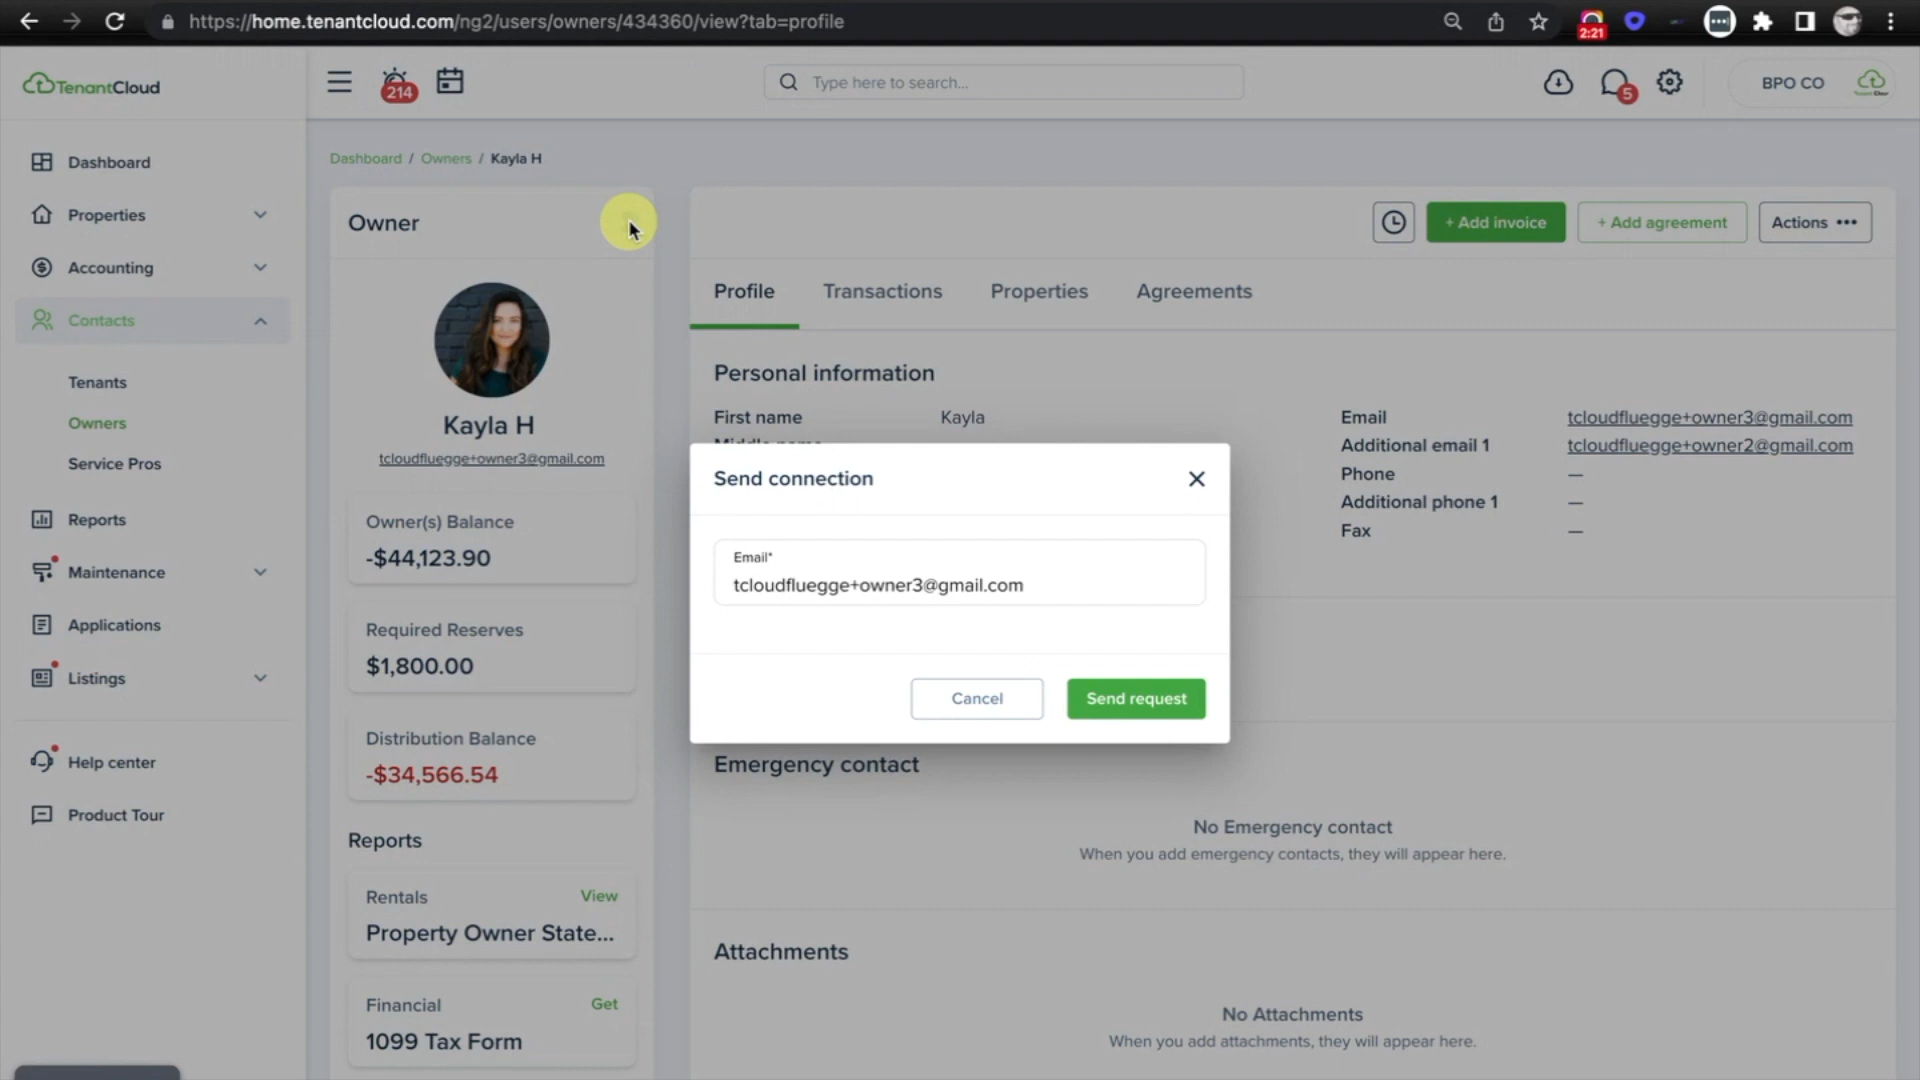 https://home.tenantcloud.com/ng2/users/owners/434360/view?tab=profile
2:21
TenantCloud
214
Type here to search...
5
BPO CO
Dashboard
Properties
Accounting
Contacts
Tenants
Owners
Service Pros
Reports
Maintenance
Applications
Listings
Help center
Product Tour
Dashboard / Owners / Kayla H
Owner
Kayla H
tcloudfluegge+owner3@gmail.com
Owner(s) Balance
-$44,123.90
Required Reserves
$1,800.00
Distribution Balance
-$34,566.54
Reports
Rentals View
Property Owner State...
Financial Get
1099 Tax Form
+ Add invoice
+ Add agreement
Actions •••
Profile Transactions Properties Agreements
Personal information
First name Kayla
Email tcloudfluegge+owner3@gmail.com
Additional email 1 tcloudfluegge+owner2@gmail.com
Phone —
Additional phone 1 —
Fax —
Send connection
Email*
tcloudfluegge+owner3@gmail.com
Cancel
Send request
Emergency contact
No Emergency contact
When you add emergency contacts, they will appear here.
Attachments
No Attachments
When you add attachments, they will appear here.